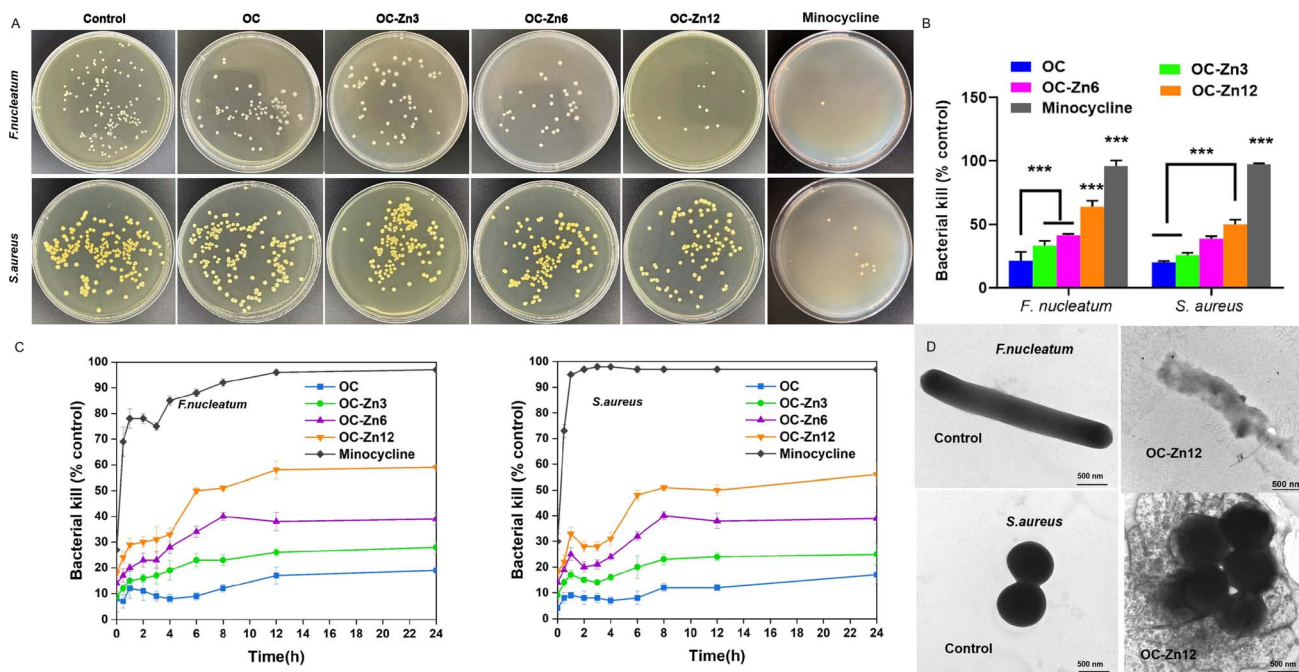 A
Control
OC
OC-Zn3
OC-Zn6
OC-Zn12
Minocycline
F.nucleatum
S.aureus
B
OC
OC-Zn3
OC-Zn6
OC-Zn12
Minocycline
Bacterial kill (% control)
150
100
50
0
***
***
***
***
***
F. nucleatum
S. aureus
C
Bacterial kill (% control)
100
90
80
70
60
50
40
30
20
10
0
F.nucleatum
OC
OC-Zn3
OC-Zn6
OC-Zn12
Minocycline
0 2 4 6 8 10 12 14 16 18 20 22 24
Time(h)
Bacterial kill (% control)
100
90
80
70
60
50
40
30
20
10
0
S.aureus
OC
OC-Zn3
OC-Zn6
OC-Zn12
Minocycline
0 2 4 6 8 10 12 14 16 18 20 22 24
Time(h)
D
F.nucleatum
Control
500 nm
OC-Zn12
500 nm
S.aureus
Control
500 nm
OC-Zn12
500 nm